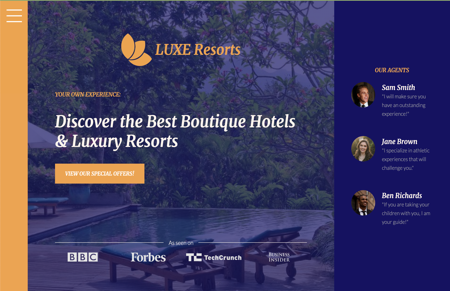 LUXE Resorts
YOUR OWN EXPERIENCE:
Discover the Best Boutique Hotels
& Luxury Resorts
VIEW OUR SPECIAL OFFERS!
As seen on
BBC
Forbes
TC TechCrunch
BUSINESS
INSIDER
OUR AGENTS
Sam Smith
"I will make sure you
have an outstanding
experience!"
Jane Brown
"I specialize in athletic
experiences that will
challenge you."
Ben Richards
"If you are taking your
children with you, I am
your guide!"